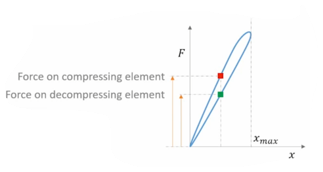 F
Force on compressing element
Force on decompressing element
x_max
x